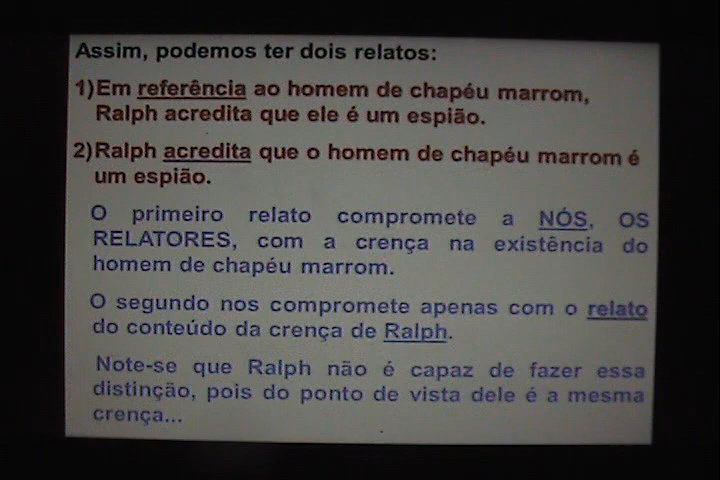 Assim, podemos ter dois relatos:
1)Em referência ao homem de chapéu marrom,
Ralph acredita que ele é um espião.
2)Ralph acredita que o homem de chapéu marrom é
um espião.
O primeiro relato compromete a NÓS, OS
RELATORES, com a crença na existência do
homem de chapéu marrom.
O segundo nos compromete apenas com o relato
do conteúdo da crença de Ralph.
Note-se que Ralph não é capaz de fazer essa
distinção, pois do ponto de vista dele é a mesma
crença...